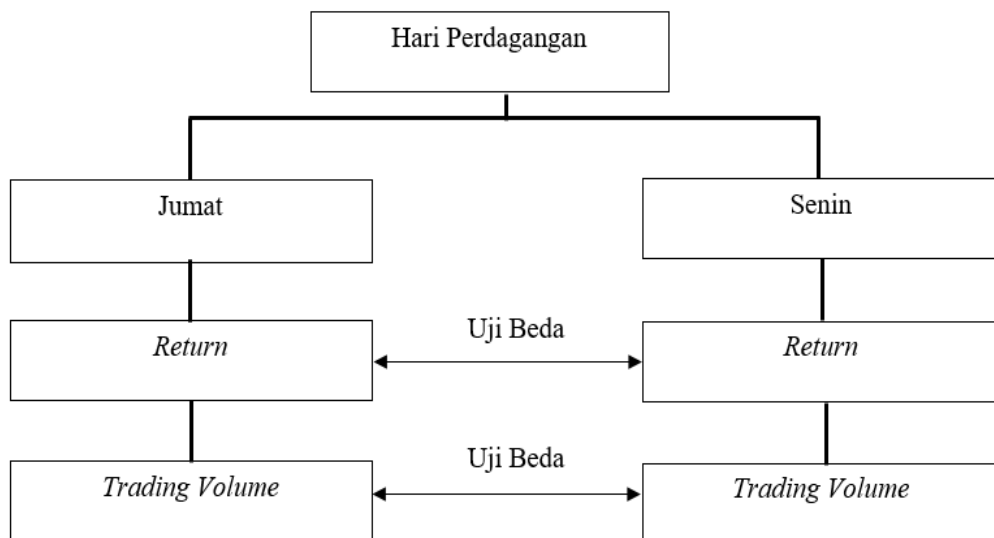 Hari Perdagangan
Jumat
Senin
Return
Uji Beda
Return
Trading Volume
Uji Beda
Trading Volume